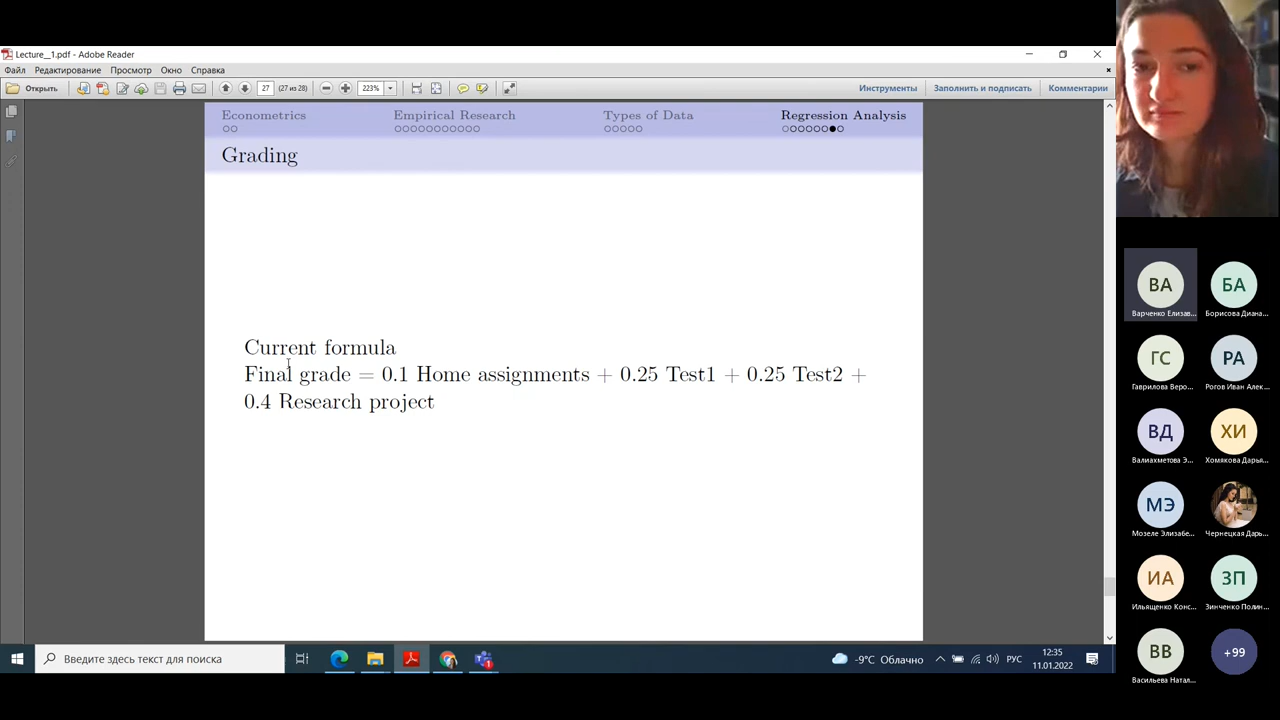 Lecture__1.pdf - Adobe Reader
Файл Редактирование Просмотр Окно Справка
Открыть 27 (27 из 28) 223% Инструменты Заполнить и подписать Комментарии
Econometrics Empirical Research Types of Data Regression Analysis
Grading
Current formula
Final grade = 0.1 Home assignments + 0.25 Test1 + 0.25 Test2 +
0.4 Research project
ВА БА
Варченко Елизав... Борисова Диана...
ГС РА
Гаврилова Веро... Рогов Иван Алек...
ВД ХИ
Валиахметова Э... Хомякова Дарья...
МЭ
Мозеле Элизабе... Чернецкая Дарь...
ИА ЗП
Ильященко Конс... Зинченко Полин...
ВВ +99
Васильева Натал...
Введите здесь текст для поиска
-9°C Облачно РУС 12:35
11.01.2022